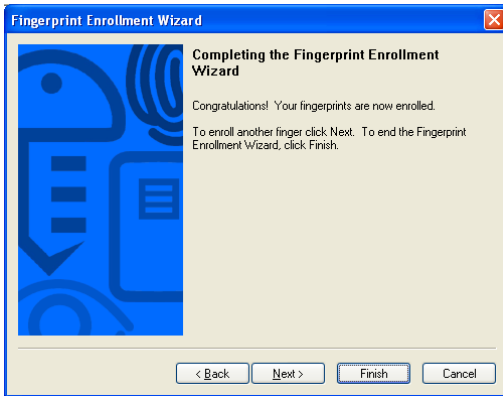 Fingerprint Enrollment Wizard
Completing the Fingerprint Enrollment
Wizard
Congratulations! Your fingerprints are now enrolled.
To enroll another finger click Next. To end the Fingerprint
Enrollment Wizard, click Finish.
< Back Next > Finish Cancel